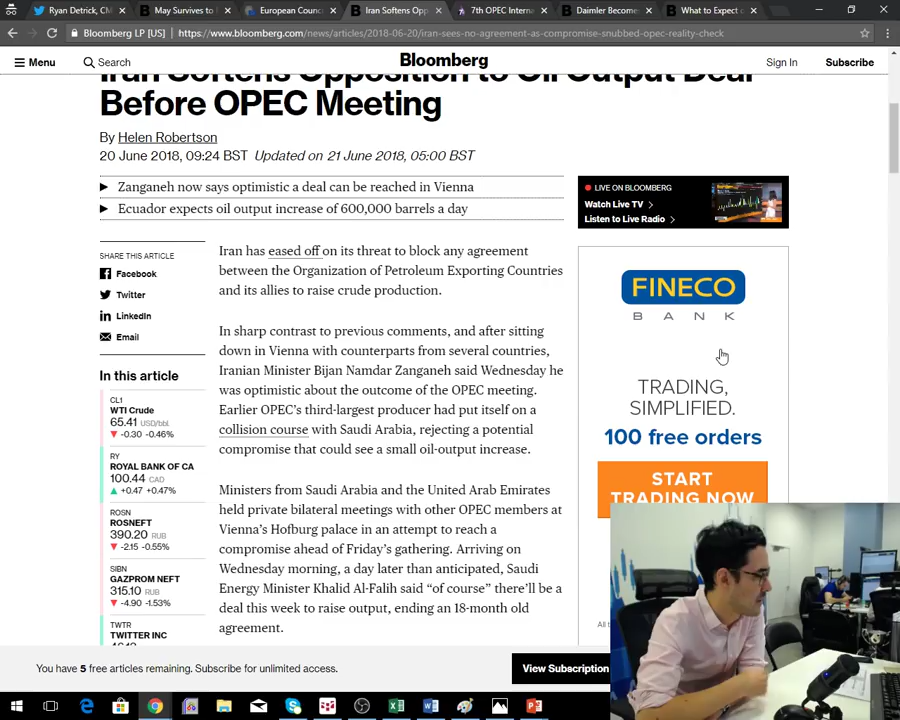 Ryan Detrick, CM
May Survives to
European Counc
Iran Softens Opp
7th OPEC Interna
Daimler Become
What to Expect o
Bloomberg LP [US] | https://www.bloomberg.com/news/articles/2018-06-20/iran-sees-no-agreement-as-compromise-snubbed-opec-reality-check
Menu
Search
Bloomberg
Sign In
Subscribe
Iran Softens Opposition to Oil Output Deal
Before OPEC Meeting
By Helen Robertson
20 June 2018, 09:24 BST Updated on 21 June 2018, 05:00 BST
Zanganeh now says optimistic a deal can be reached in Vienna
Ecuador expects oil output increase of 600,000 barrels a day
LIVE ON BLOOMBERG
Watch Live TV
Listen to Live Radio
SHARE THIS ARTICLE
Facebook
Twitter
LinkedIn
Email
In this article
CL1
WTI Crude
65.41 USD/bbl.
-0.30 -0.46%
RY
ROYAL BANK OF CA
100.44 CAD
+0.47 +0.47%
ROSN
ROSNEFT
390.20 RUB
-2.15 -0.55%
SIBN
GAZPROM NEFT
315.10 RUB
-4.90 -1.53%
TWTR
TWITTER INC
Iran has eased off on its threat to block any agreement
between the Organization of Petroleum Exporting Countries
and its allies to raise crude production.
In sharp contrast to previous comments, and after sitting
down in Vienna with counterparts from several countries,
Iranian Minister Bijan Namdar Zanganeh said Wednesday he
was optimistic about the outcome of the OPEC meeting.
Earlier OPEC's third-largest producer had put itself on a
collision course with Saudi Arabia, rejecting a potential
compromise that could see a small oil-output increase.
Ministers from Saudi Arabia and the United Arab Emirates
held private bilateral meetings with other OPEC members at
Vienna's Hofburg palace in an attempt to reach a
compromise ahead of Friday's gathering. Arriving on
Wednesday morning, a day later than anticipated, Saudi
Energy Minister Khalid Al-Falih said “of course” there'll be a
deal this week to raise output, ending an 18-month old
agreement.
FINECO
BANK
TRADING,
SIMPLIFIED.
100 free orders
START
TRADING NOW
You have 5 free articles remaining. Subscribe for unlimited access.
View Subscription